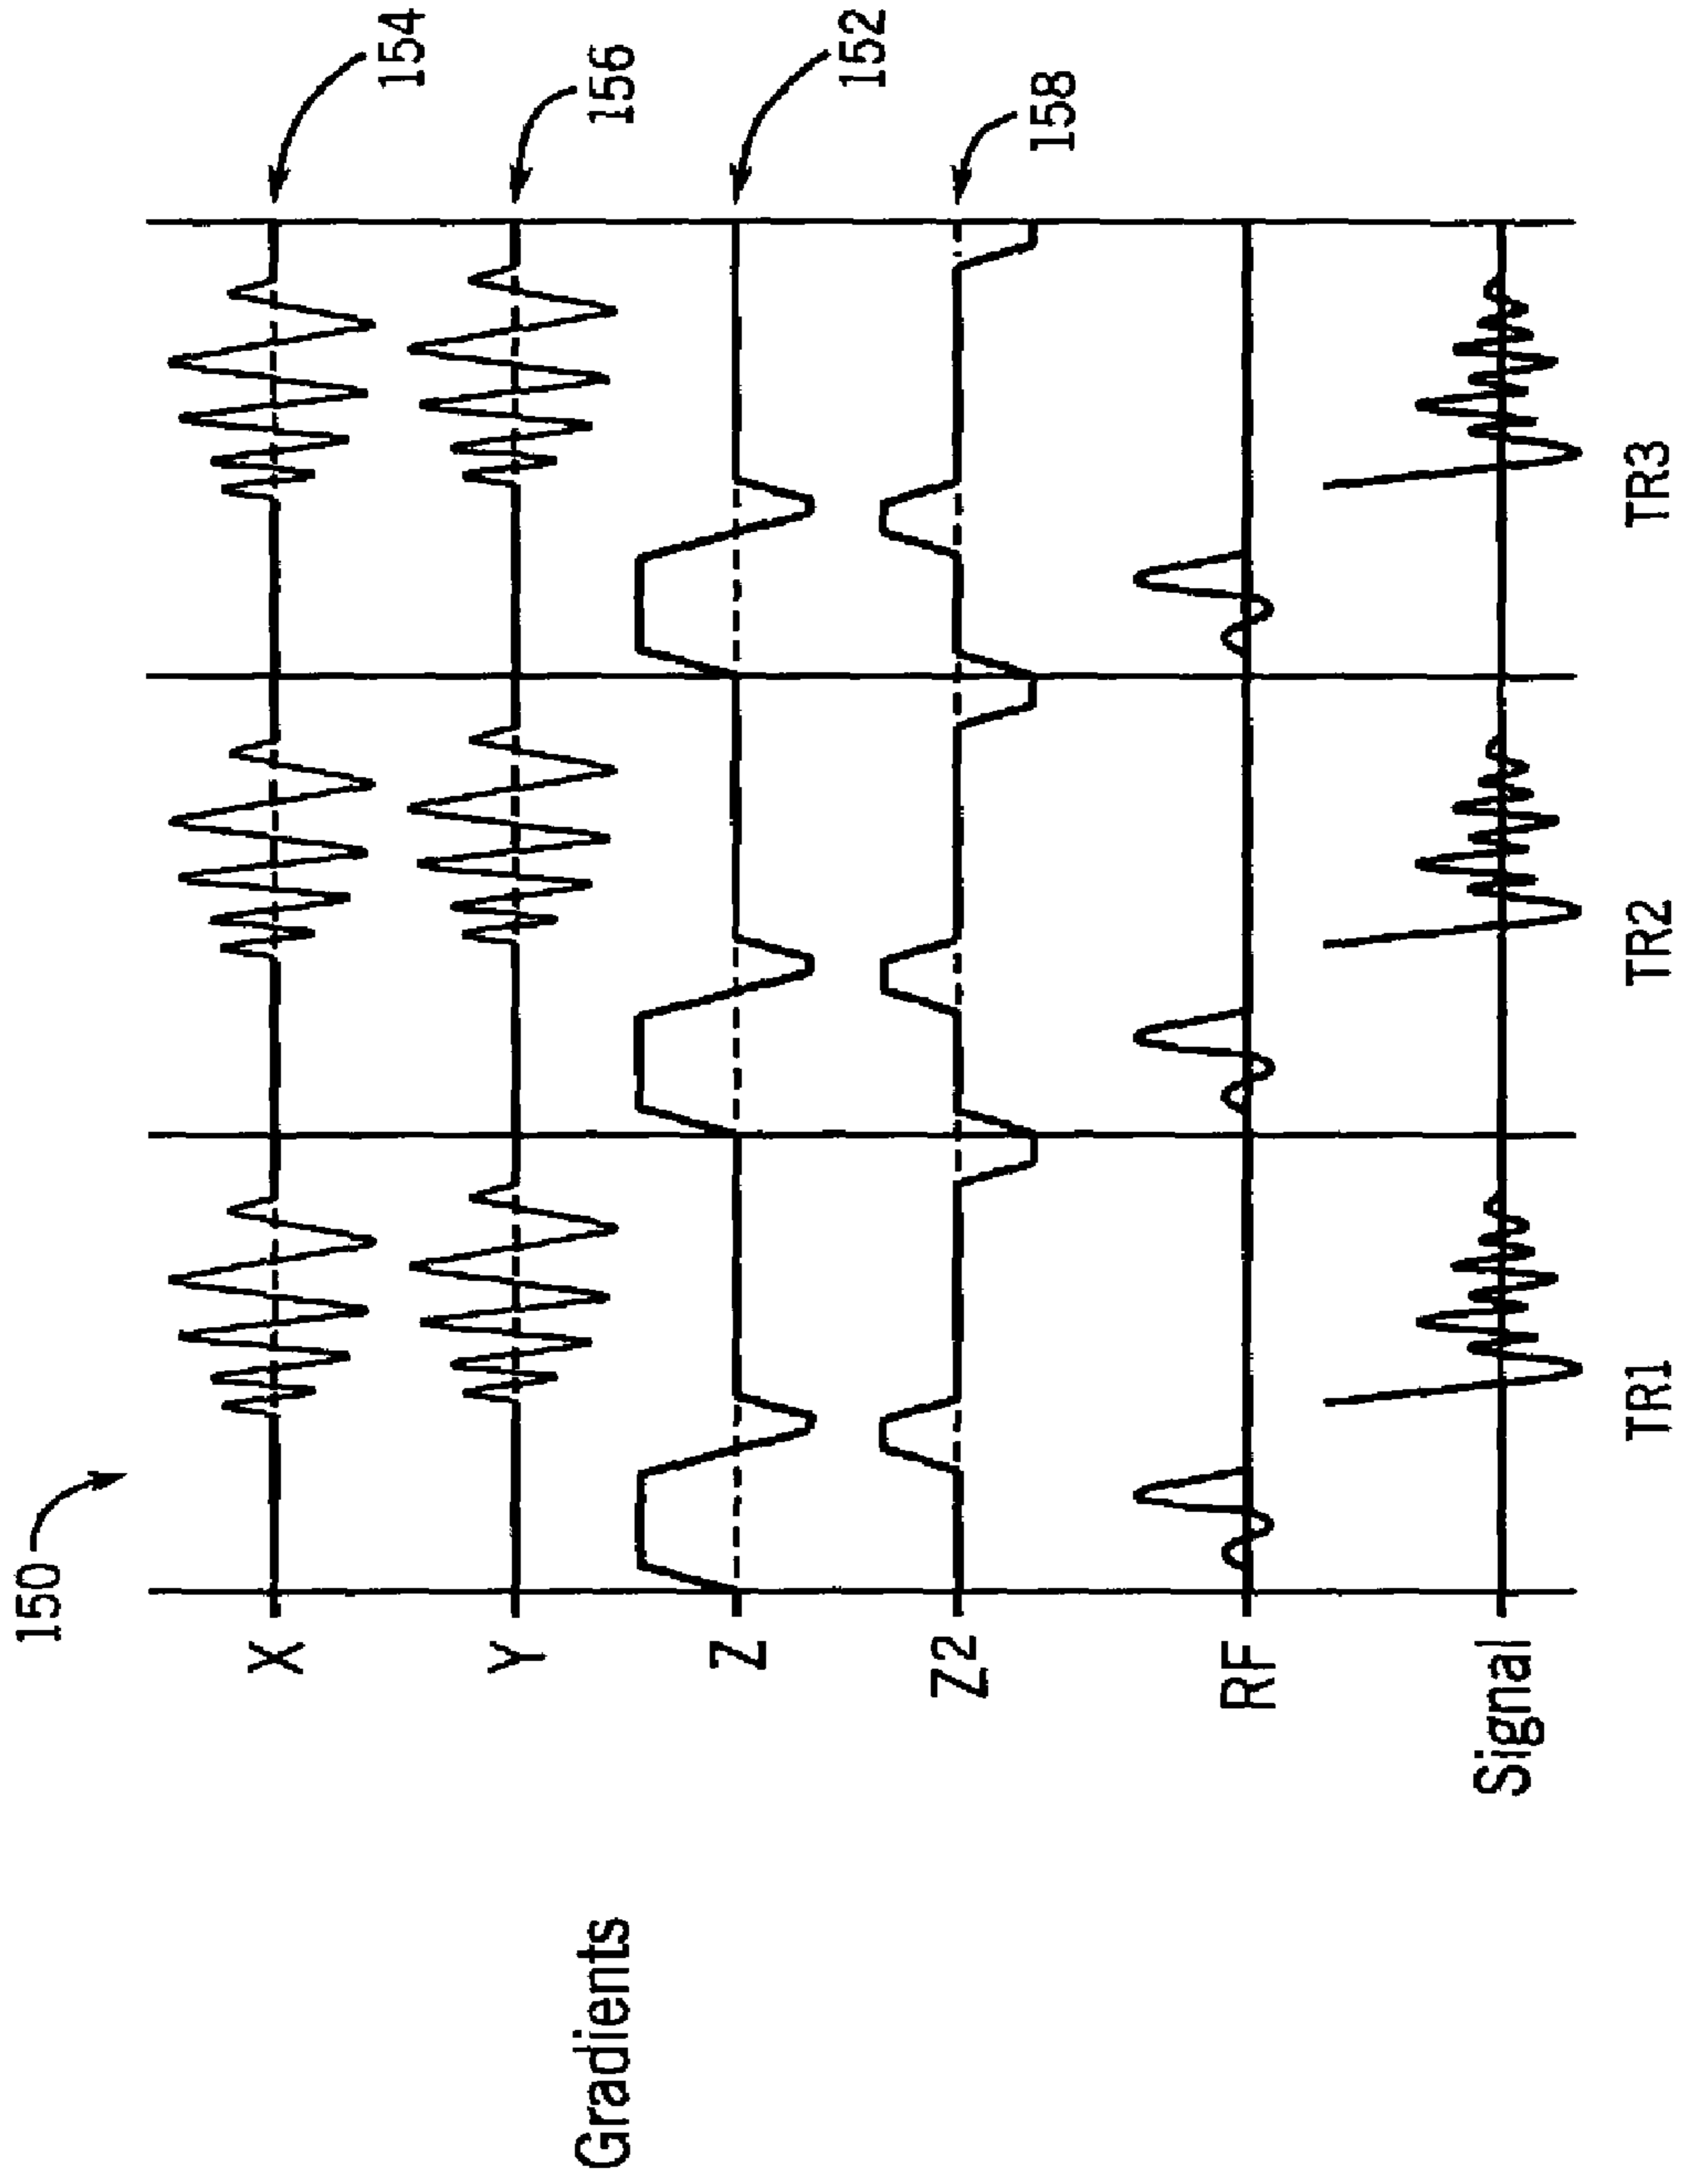 150
Gradients
X
154
Y
156
Z
152
Z2
158
RF
Signal
TR1
TR2
TR3